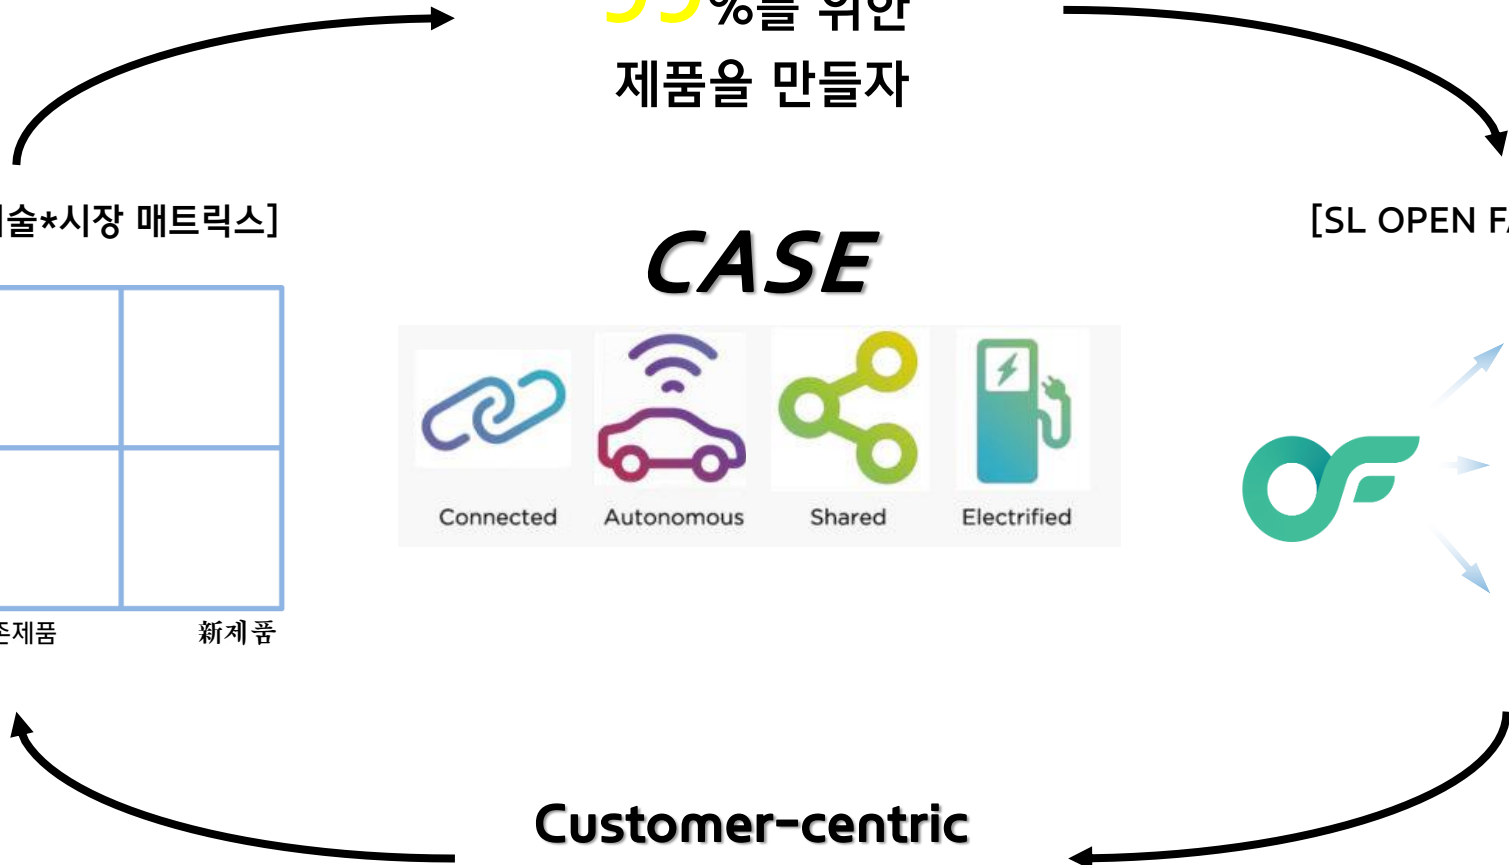 %를 위한
제품을 만들자
술*시장 매트릭스]
[SL OPEN
CASE
Connected Autonomous Shared Electrified
제품
新제품
Customer-centric